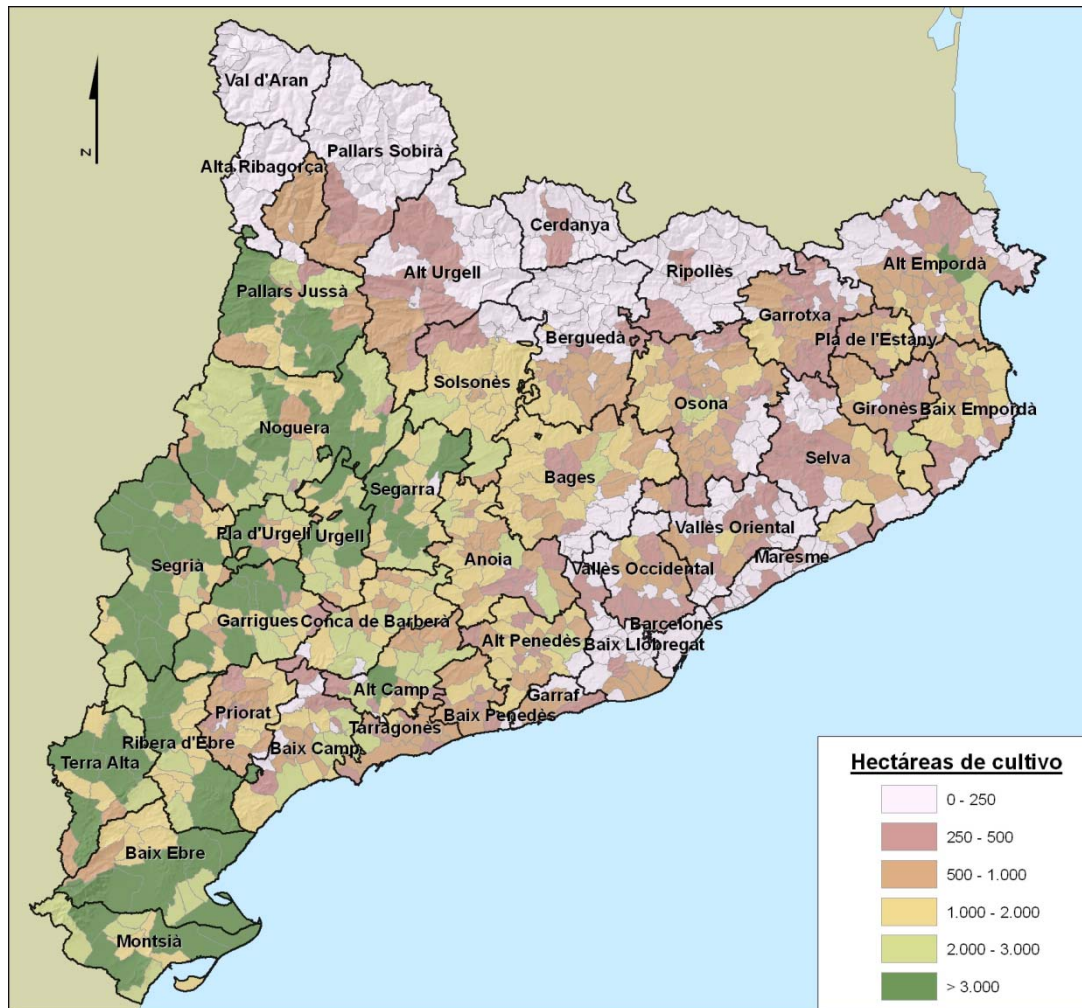 Val d'Aran
Pallars Sobirà
Alta Ribagorça
Cerdanya
Ripollès
Alt Empordà
Alt Urgell
Pallars Jussà
Garrotxa
Pla de l'Estany
Berguedà
Solsonès
Osona
Gironès
Baix Empordà
Noguera
Selva
Bages
Segarra
Vallès Oriental
Pla d'Urgell
Urgell
Anoia
Maresme
Segrià
Vallès Occidental
Garrigues
Conca de Barberà
Barcelonès
Alt Penedès
Baix Llobregat
Alt Camp
Garraf
Priorat
Baix Penedès
Tarragonès
Ribera d'Ebre
Baix Camp
Terra Alta
Baix Ebre
Montsià
N
Hectáreas de cultivo
0 - 250
250 - 500
500 - 1.000
1.000 - 2.000
2.000 - 3.000
> 3.000